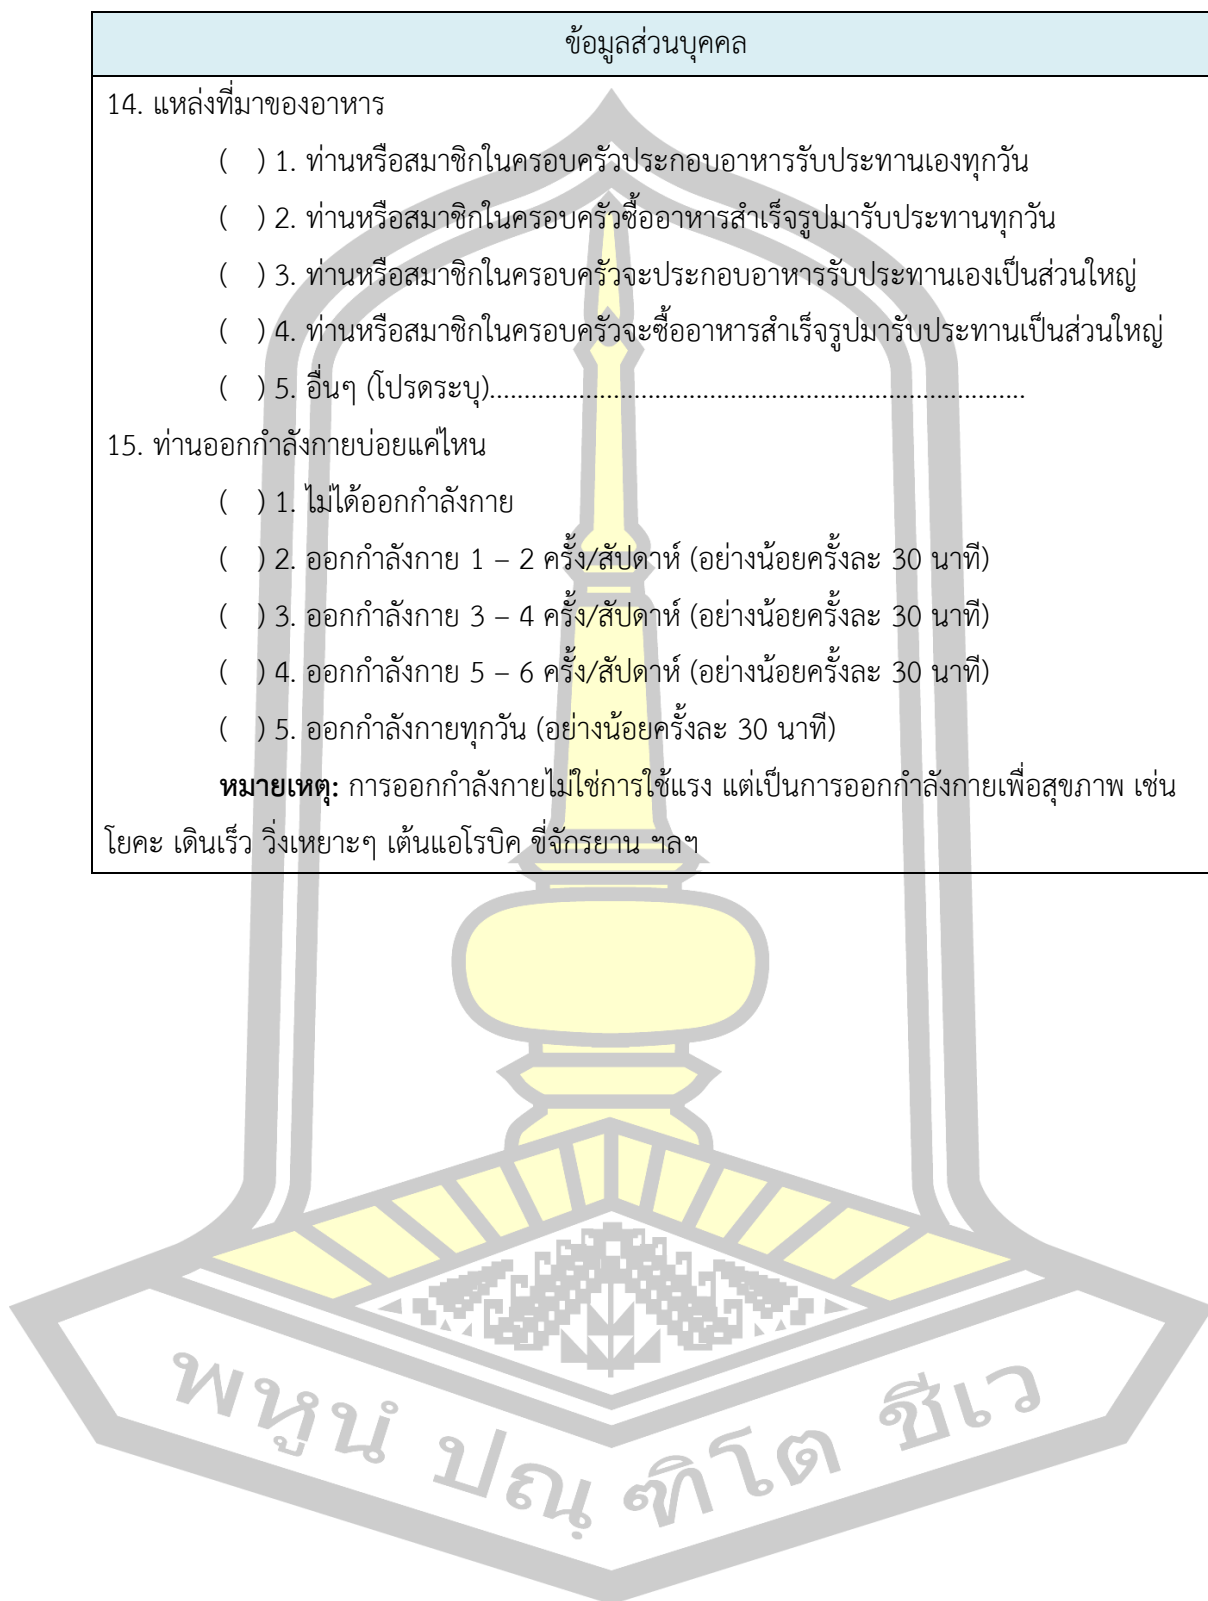 ข้อมูลส่วนบุคคล
14. แหล่งที่มาของอาหาร
(   ) 1. ท่านหรือสมาชิกในครอบครัวประกอบอาหารรับประทานเองทุกวัน
(   ) 2. ท่านหรือสมาชิกในครอบครัวซื้ออาหารสำเร็จรูปมารับประทานทุกวัน
(   ) 3. ท่านหรือสมาชิกในครอบครัวจะประกอบอาหารรับประทานเองเป็นส่วนใหญ่
(   ) 4. ท่านหรือสมาชิกในครอบครัวจะซื้ออาหารสำเร็จรูปมารับประทานเป็นส่วนใหญ่
(   ) 5. อื่นๆ (โปรดระบุ)..............................................................................
15. ท่านออกกำลังกายบ่อยแค่ไหน
(   ) 1. ไม่ได้ออกกำลังกาย
(   ) 2. ออกกำลังกาย 1 – 2 ครั้ง/สัปดาห์ (อย่างน้อยครั้งละ 30 นาที)
(   ) 3. ออกกำลังกาย 3 – 4 ครั้ง/สัปดาห์ (อย่างน้อยครั้งละ 30 นาที)
(   ) 4. ออกกำลังกาย 5 – 6 ครั้ง/สัปดาห์ (อย่างน้อยครั้งละ 30 นาที)
(   ) 5. ออกกำลังกายทุกวัน (อย่างน้อยครั้งละ 30 นาที)
หมายเหตุ: การออกกำลังกายไม่ใช่การใช้แรง แต่เป็นการออกกำลังกายเพื่อสุขภาพ เช่น
โยคะ เดินเร็ว วิ่งเหยาะๆ เต้นแอโรบิค ขี่จักรยาน ฯลฯ
พหูนํ ปณฺฑิโต ชีเว